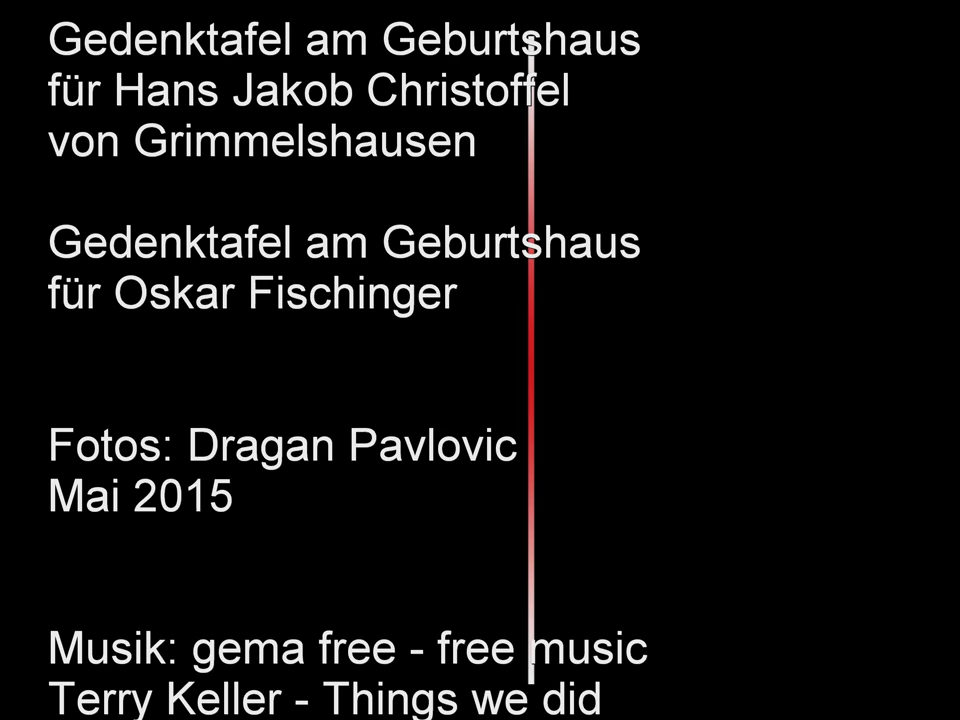 Gedenktafel am Geburtshaus
für Hans Jakob Christoffel
von Grimmelshausen
Gedenktafel am Geburtshaus
für Oskar Fischinger
Fotos: Dragan Pavlovic
Mai 2015
Musik: gema free - free music
Terry Keller - Things we did